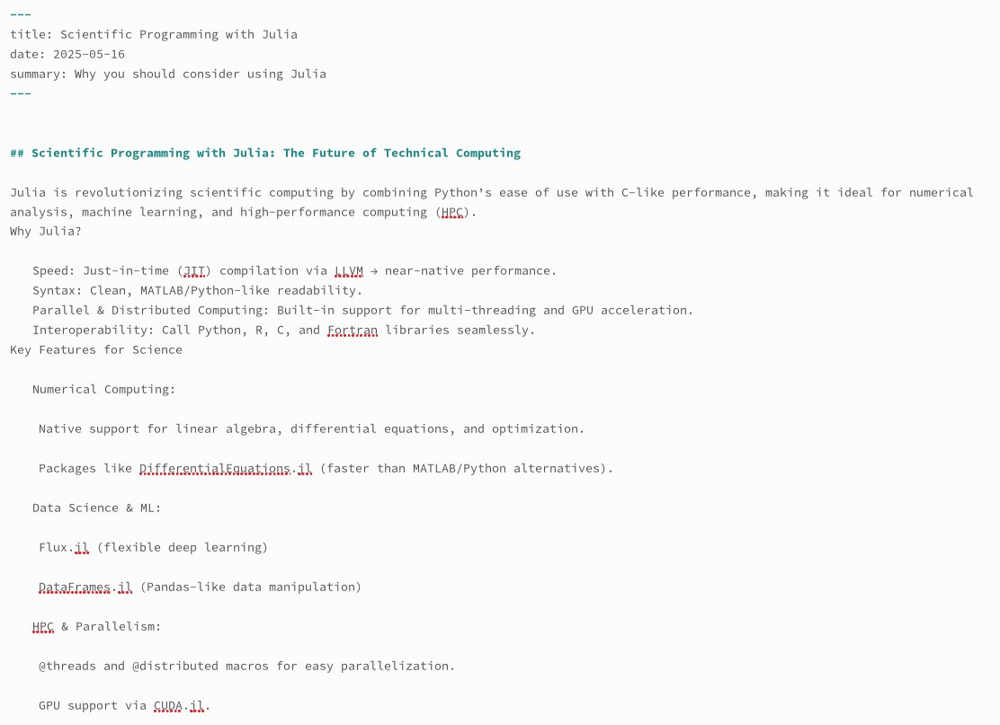 ---
title: Scientific Programming with Julia
date: 2025-05-16
summary: Why you should consider using Julia
---
## Scientific Programming with Julia: The Future of Technical Computing
Julia is revolutionizing scientific computing by combining Python’s ease of use with C-like performance, making it ideal for numerical
analysis, machine learning, and high-performance computing (HPC).
Why Julia?
Speed: Just-in-time (JIT) compilation via LLVM → near-native performance.
Syntax: Clean, MATLAB/Python-like readability.
Parallel & Distributed Computing: Built-in support for multi-threading and GPU acceleration.
Interoperability: Call Python, R, C, and Fortran libraries seamlessly.
Key Features for Science
Numerical Computing:
Native support for linear algebra, differential equations, and optimization.
Packages like DifferentialEquations.jl (faster than MATLAB/Python alternatives).
Data Science & ML:
Flux.jl (flexible deep learning)
DataFrames.jl (Pandas-like data manipulation)
HPC & Parallelism:
@threads and @distributed macros for easy parallelization.
GPU support via CUDA.jl.